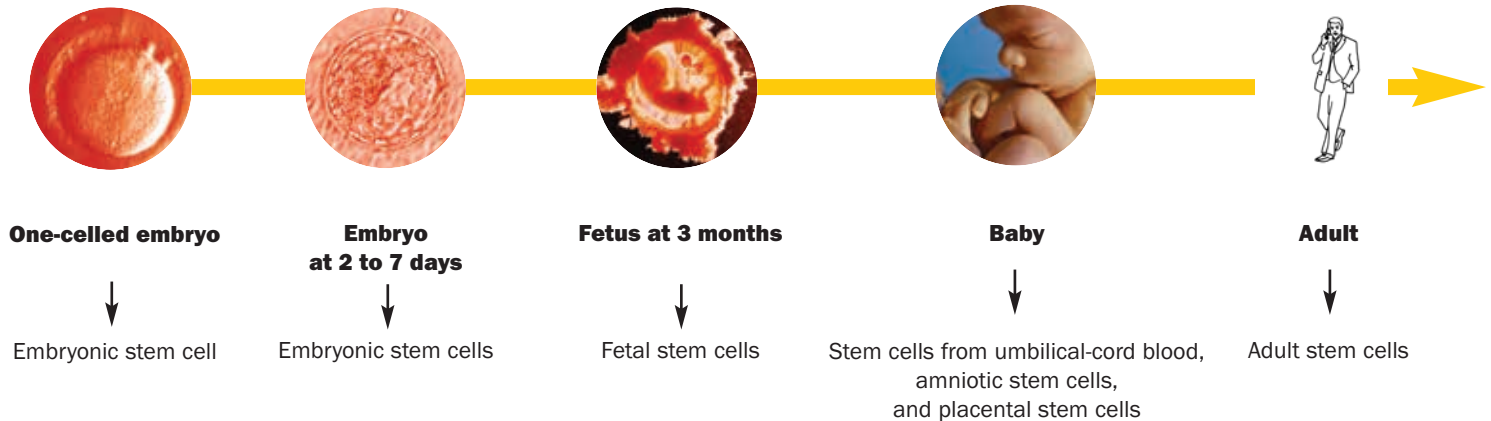 One-celled embryo
Embryo
at 2 to 7 days
Fetus at 3 months
Baby
Adult
Embryonic stem cell
Embryonic stem cells
Fetal stem cells
Stem cells from umbilical-cord blood,
amniotic stem cells,
and placental stem cells
Adult stem cells